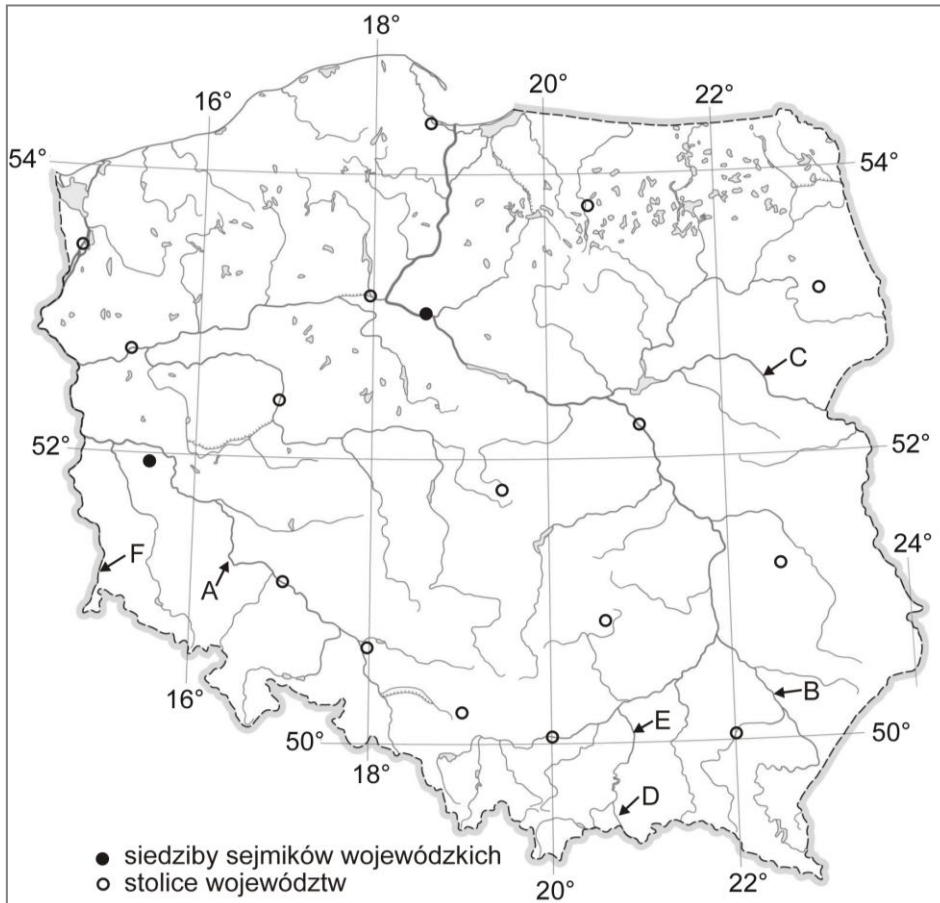 18°
16°
20°
22°
54°
54°
C
52°
52°
24°
F
A
B
16°
E
50°
50°
18°
D
● siedziby sejmików wojewódzkich
○ stolice województw
20°
22°